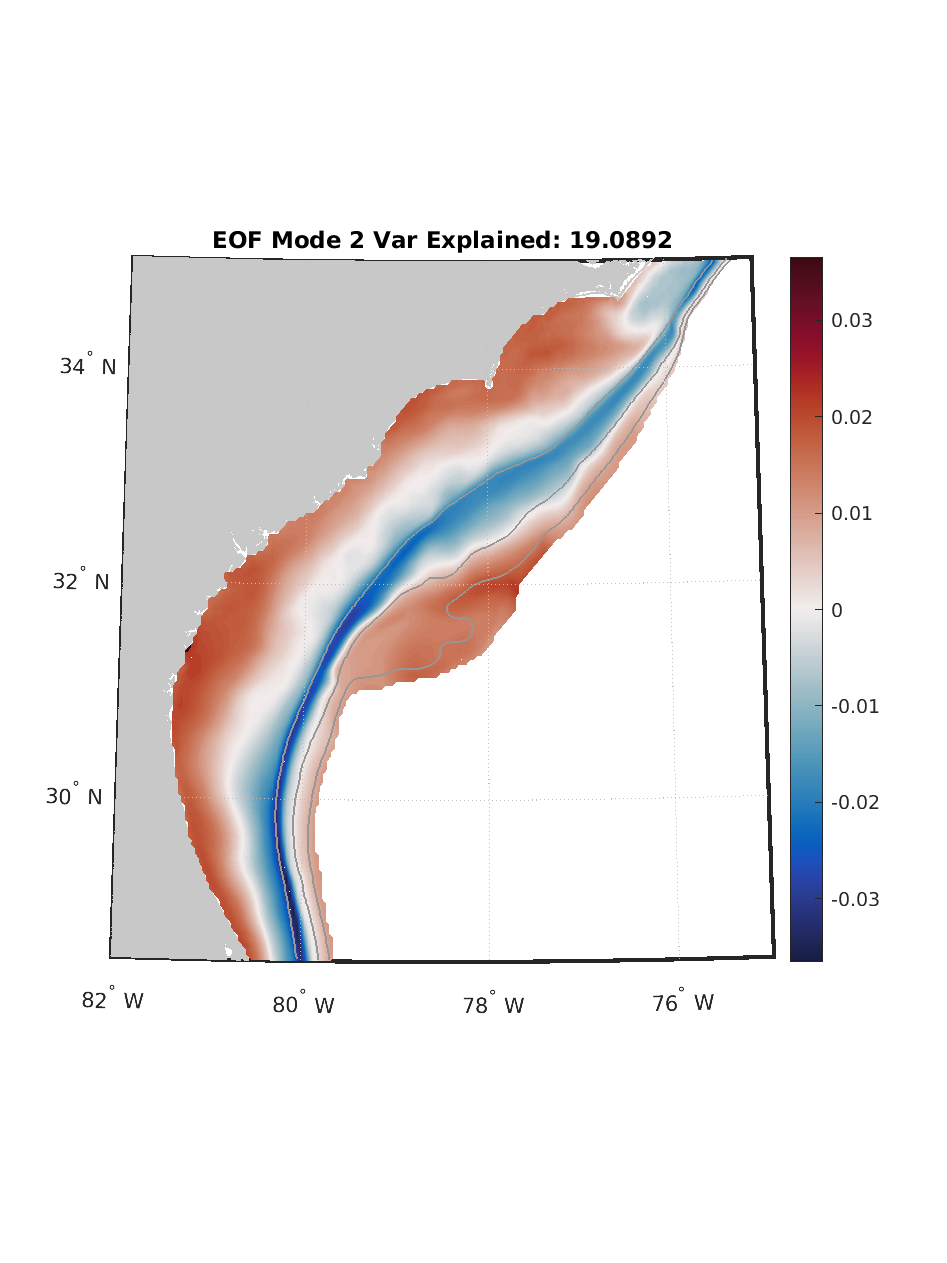 EOF Mode 2 Var Explained: 19.0892
34° N
32° N
30° N
82° W
80° W
78° W
76° W
0.03
0.02
0.01
0
-0.01
-0.02
-0.03